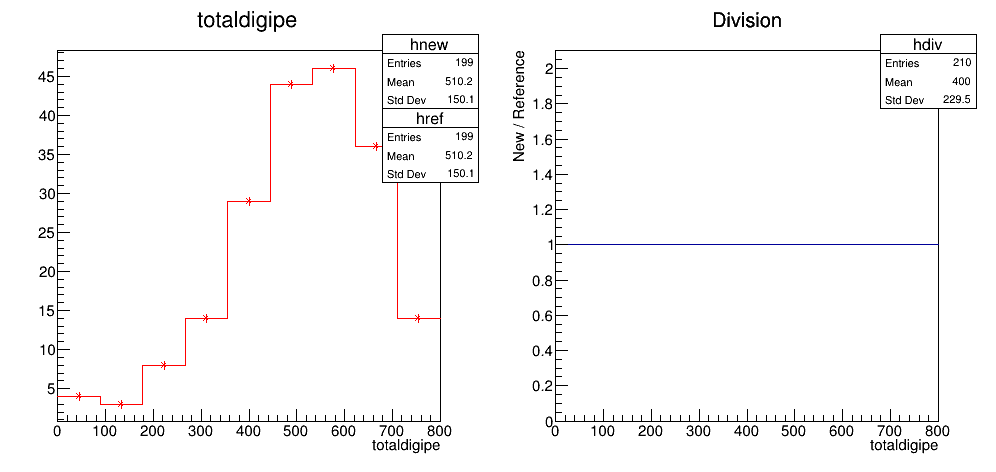 totaldigipe
hnew
Entries 199
Mean 510.2
Std Dev 150.1
href
Entries 199
Mean 510.2
Std Dev 150.1
45
40
35
30
25
20
15
10
5
0 100 200 300 400 500 600 700 800
totaldigipe
Division
hdiv
Entries 210
Mean 400
Std Dev 229.5
New / Reference
2
1.8
1.6
1.4
1.2
1
0.8
0.6
0.4
0.2
0
0 100 200 300 400 500 600 700 800
totaldigipe